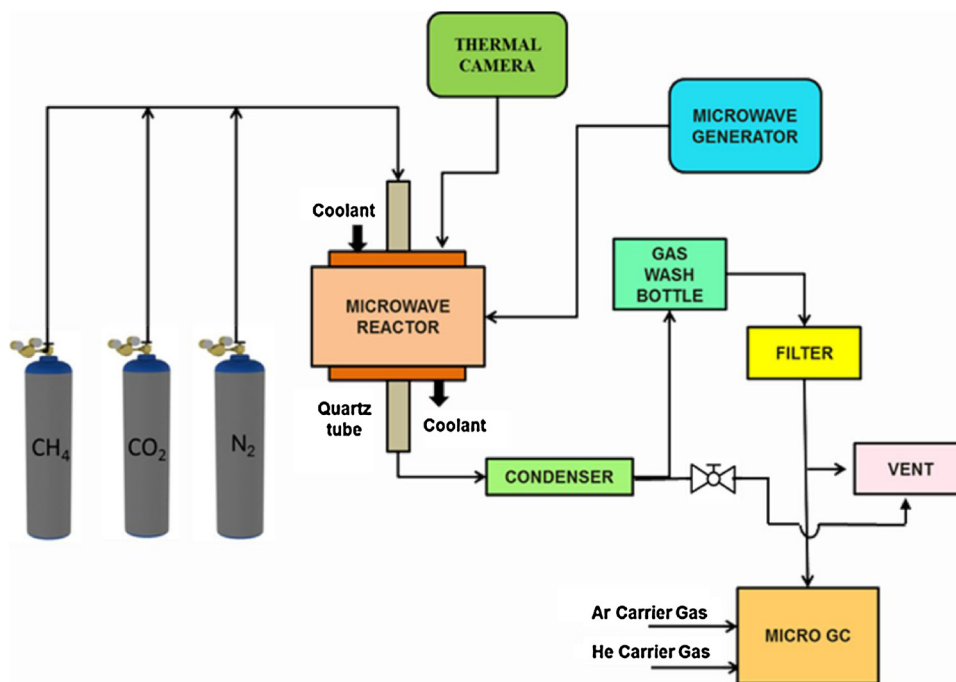 THERMAL
CAMERA
MICROWAVE
GENERATOR
Coolant
GAS
WASH
BOTTLE
MICROWAVE
REACTOR
FILTER
Quartz
tube
Coolant
CH₄
CO₂
N₂
CONDENSER
VENT
Ar Carrier Gas
MICRO GC
He Carrier Gas